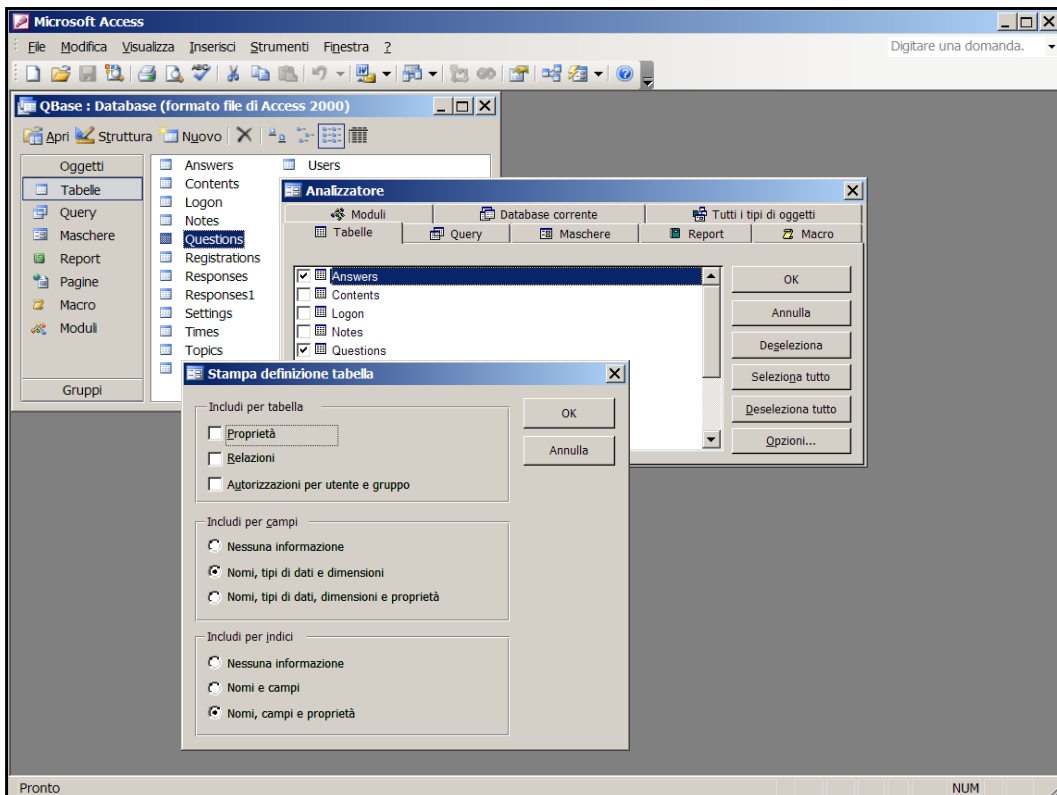 Microsoft Access
File Modifica Visualizza Inserisci Strumenti Finestra ? Digitare una domanda.
QBase : Database (formato file di Access 2000)
Apri Struttura Nuovo
Oggetti
Tabelle
Query
Maschere
Report
Pagine
Macro
Moduli
Gruppi
Answers
Contents
Logon
Notes
Questions
Registrations
Responses
Responses1
Settings
Times
Topics
Users
Analizzatore
Moduli Database corrente Tutti i tipi di oggetti
Tabelle Query Maschere Report Macro
Answers
Contents
Logon
Notes
Questions
OK
Annulla
Deseleziona
Seleziona tutto
Deseleziona tutto
Opzioni...
Stampa definizione tabella
Includi per tabella
Proprietà
Relazioni
Autorizzazioni per utente e gruppo
OK
Annulla
Includi per campi
Nessuna informazione
Nomi, tipi di dati e dimensioni
Nomi, tipi di dati, dimensioni e proprietà
Includi per indici
Nessuna informazione
Nomi e campi
Nomi, campi e proprietà
Pronto NUM